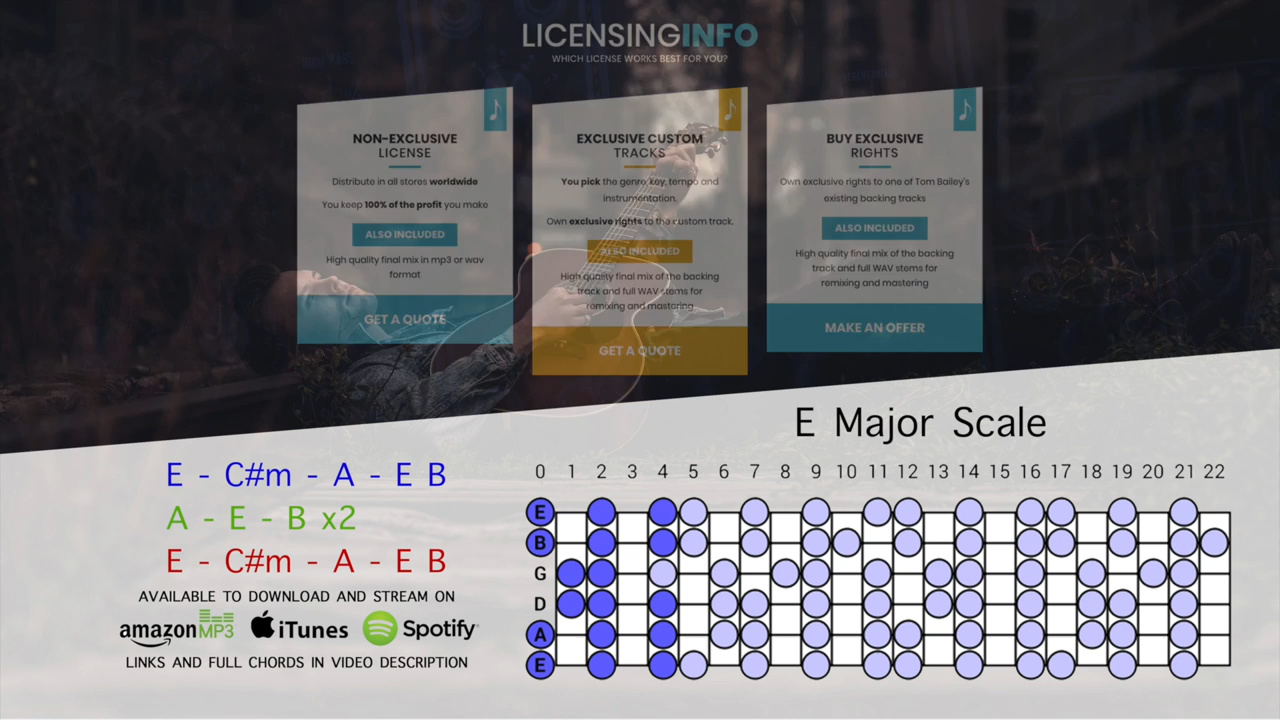 LICENSINGINFO
WHICH LICENSE WORKS BEST FOR YOU?
NON-EXCLUSIVE
LICENSE
Distribute in all stores worldwide
You keep 100% of the profit you make
ALSO INCLUDED
High quality final mix in mp3 or wav
format
GET A QUOTE
EXCLUSIVE CUSTOM
TRACKS
You pick the genre, key, tempo and
instrumentation.
Own exclusive rights to the custom track.
ALSO INCLUDED
High quality final mix of the backing
track and full WAV stems for
remixing and mastering
GET A QUOTE
BUY EXCLUSIVE
RIGHTS
Own exclusive rights to one of Tom Bailey's
existing backing tracks
ALSO INCLUDED
High quality final mix of the backing
track and full WAV stems for
remixing and mastering
MAKE AN OFFER
E - C#m - A - E B
A - E - B x2
E - C#m - A - E B
AVAILABLE TO DOWNLOAD AND STREAM ON
amazonMP3 iTunes Spotify
LINKS AND FULL CHORDS IN VIDEO DESCRIPTION
E Major Scale
0 1 2 3 4 5 6 7 8 9 10 11 12 13 14 15 16 17 18 19 20 21 22
E
B
G
D
A
E